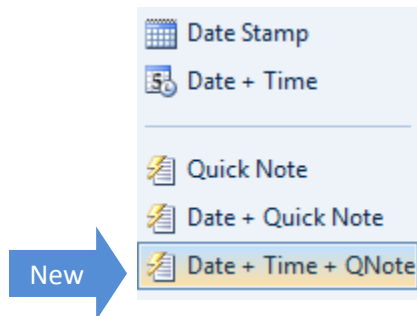 Date Stamp
Date + Time
Quick Note
Date + Quick Note
New
Date + Time + QNote